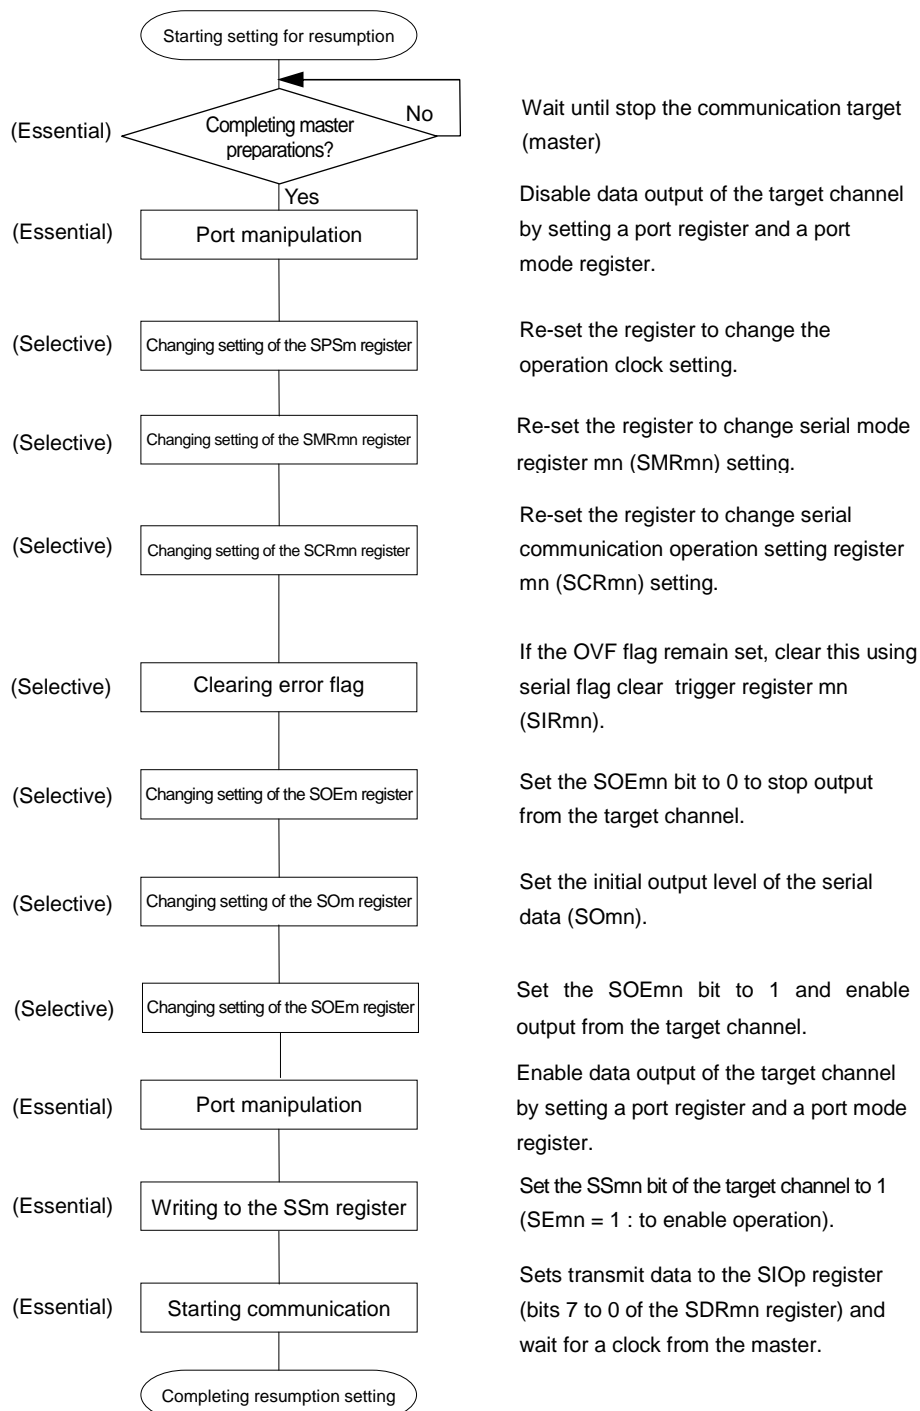 Starting setting for resumption
No
(Essential)
Completing master
preparations?
Wait until stop the communication target
(master)
Yes
(Essential)
Port manipulation
Disable data output of the target channel
by setting a port register and a port
mode register.
(Selective)
Changing setting of the SPSm register
Re-set the register to change the
operation clock setting.
(Selective)
Changing setting of the SMRmn register
Re-set the register to change serial mode
register mn (SMRmn) setting.
(Selective)
Changing setting of the SCRmn register
Re-set the register to change serial
communication operation setting register
mn (SCRmn) setting.
(Selective)
Clearing error flag
If the OVF flag remain set, clear this using
serial flag clear  trigger register mn
(SIRmn).
(Selective)
Changing setting of the SOEm register
Set the SOEmn bit to 0 to stop output
from the target channel.
(Selective)
Changing setting of the SOm register
Set the initial output level of the serial
data (SOmn).
(Selective)
Changing setting of the SOEm register
Set the SOEmn bit to 1 and enable
output from the target channel.
(Essential)
Port manipulation
Enable data output of the target channel
by setting a port register and a port mode
register.
(Essential)
Writing to the SSm register
Set the SSmn bit of the target channel to 1
(SEmn = 1 : to enable operation).
(Essential)
Starting communication
Sets transmit data to the SIOp register
(bits 7 to 0 of the SDRmn register) and
wait for a clock from the master.
Completing resumption setting